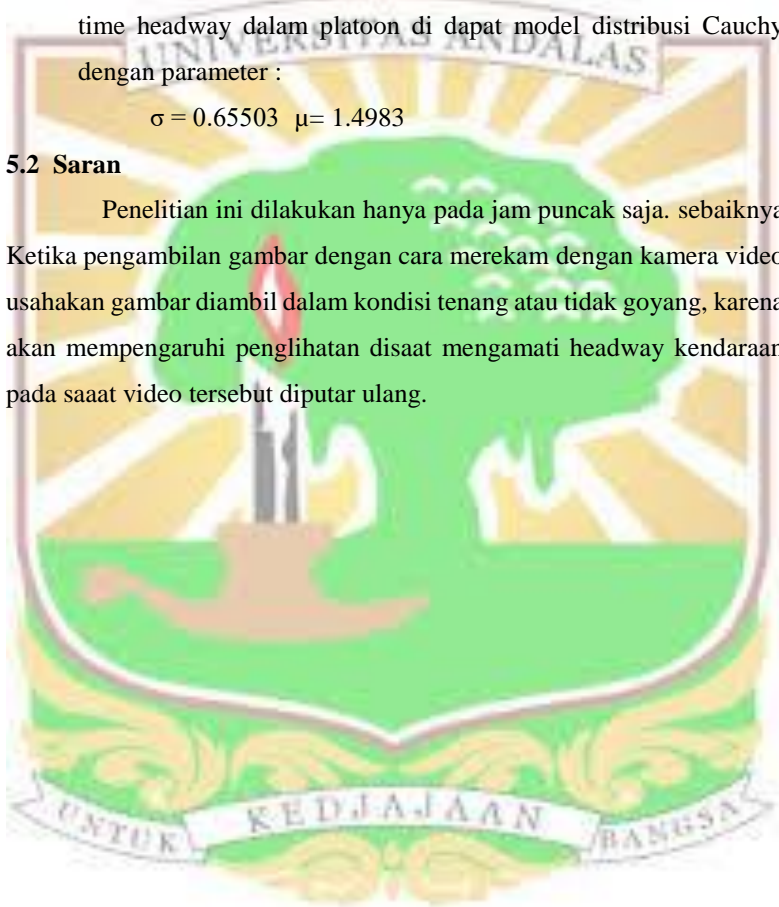 time headway dalam platoon di dapat model distribusi Cauchy
UNIVERSITAS ANDALAS
dengan parameter :
σ = 0.65503 μ= 1.4983
5.2 Saran
Penelitian ini dilakukan hanya pada jam puncak saja. sebaiknya
Ketika pengambilan gambar dengan cara merekam dengan kamera video
usahakan gambar diambil dalam kondisi tenang atau tidak goyang, karena
akan mempengaruhi penglihatan disaat mengamati headway kendaraan
pada saaat video tersebut diputar ulang.
UNTUK KEDJAJAAN BANGSA